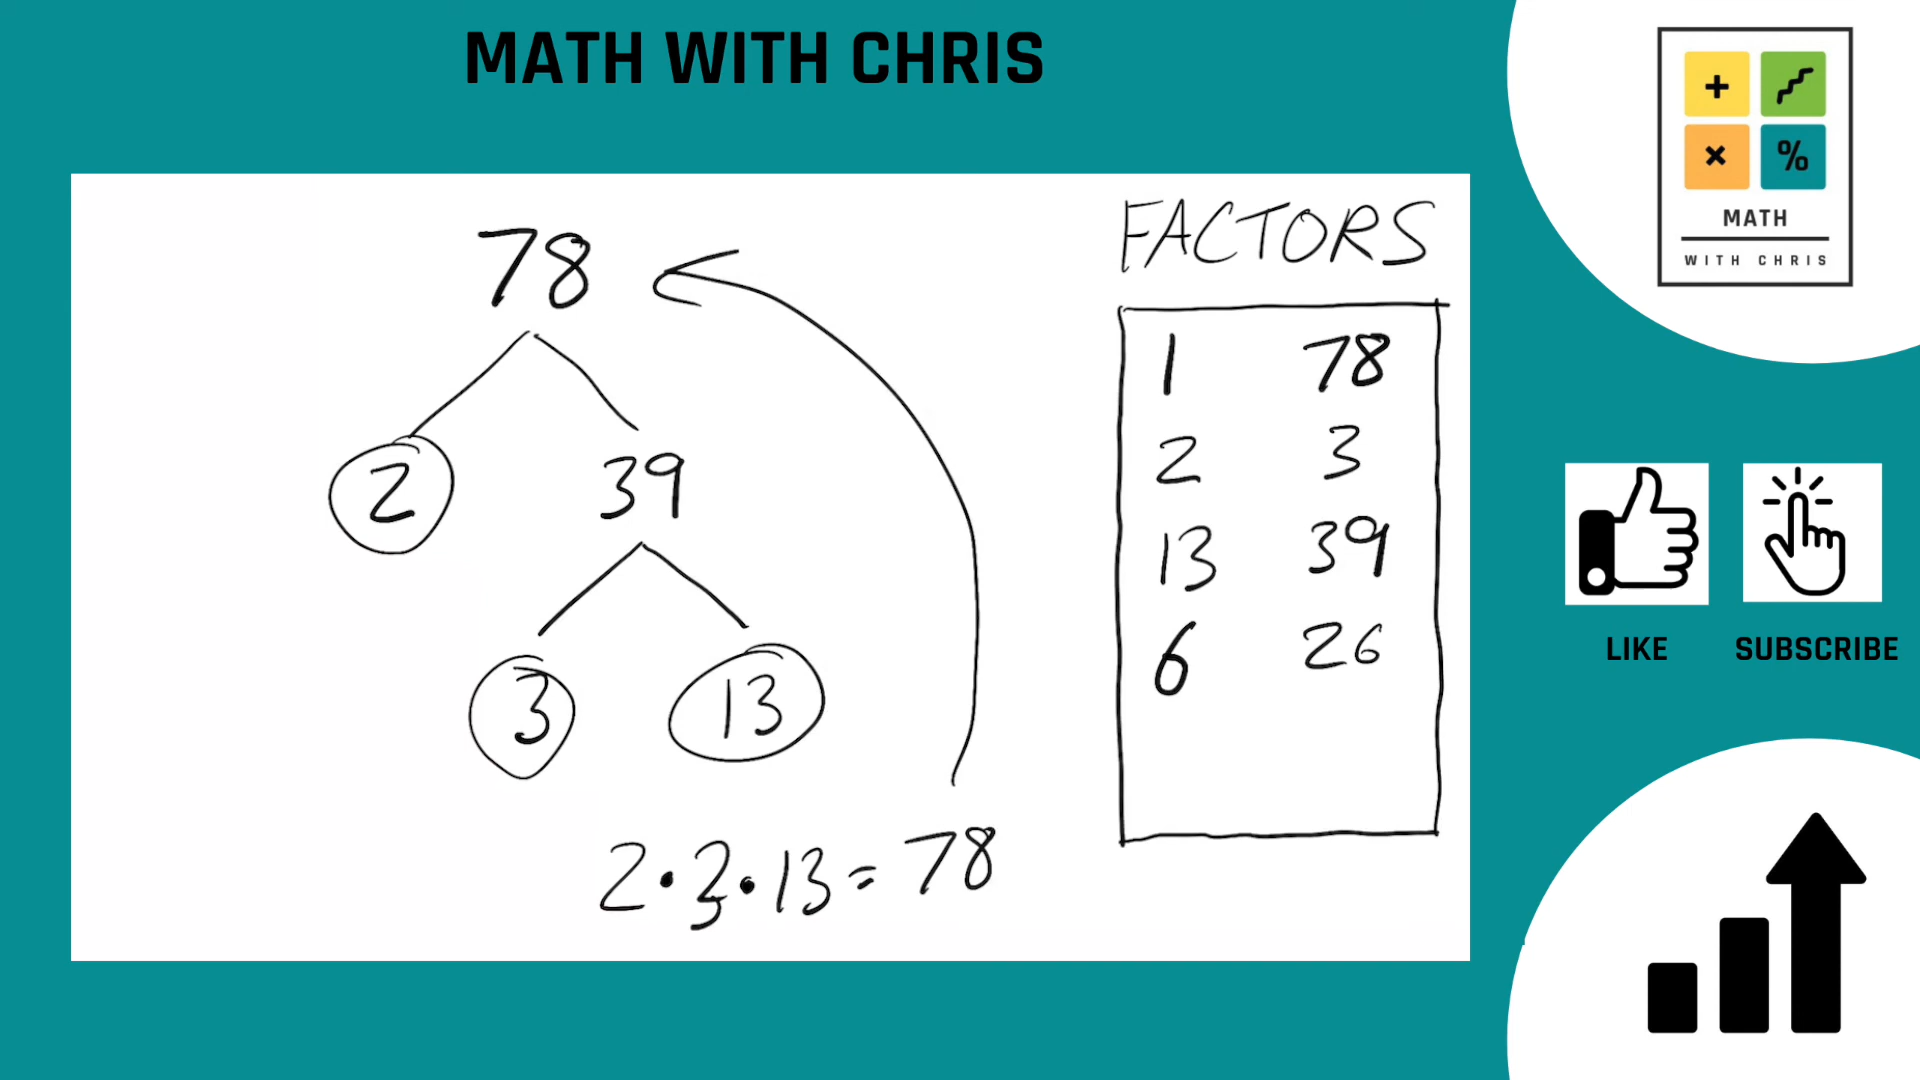 MATH WITH CHRIS
+
× %
MATH
WITH CHRIS
78
2 39
3 13
2·3·13=78
FACTORS
1 78
2 3
13 39
6 26
LIKE SUBSCRIBE